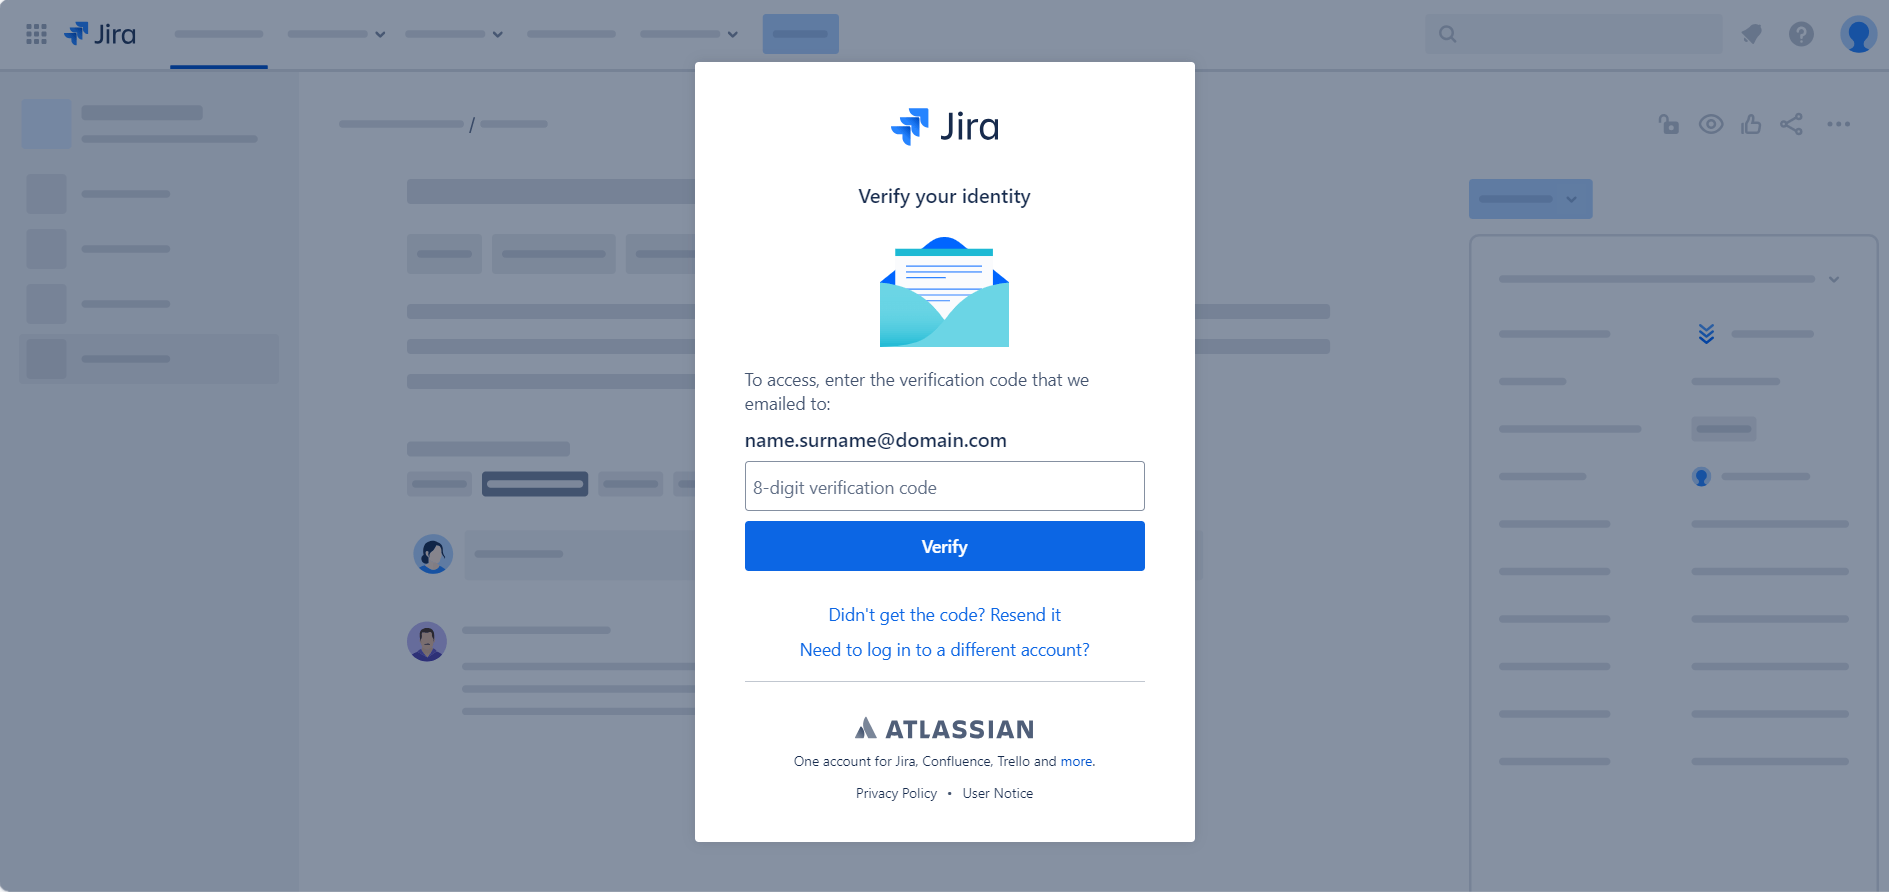 Jira
/
Jira
Verify your identity
To access, enter the verification code that we
emailed to:
name.surname@domain.com
8-digit verification code
Verify
Didn't get the code? Resend it
Need to log in to a different account?
ATLASSIAN
One account for Jira, Confluence, Trello and more.
Privacy Policy • User Notice